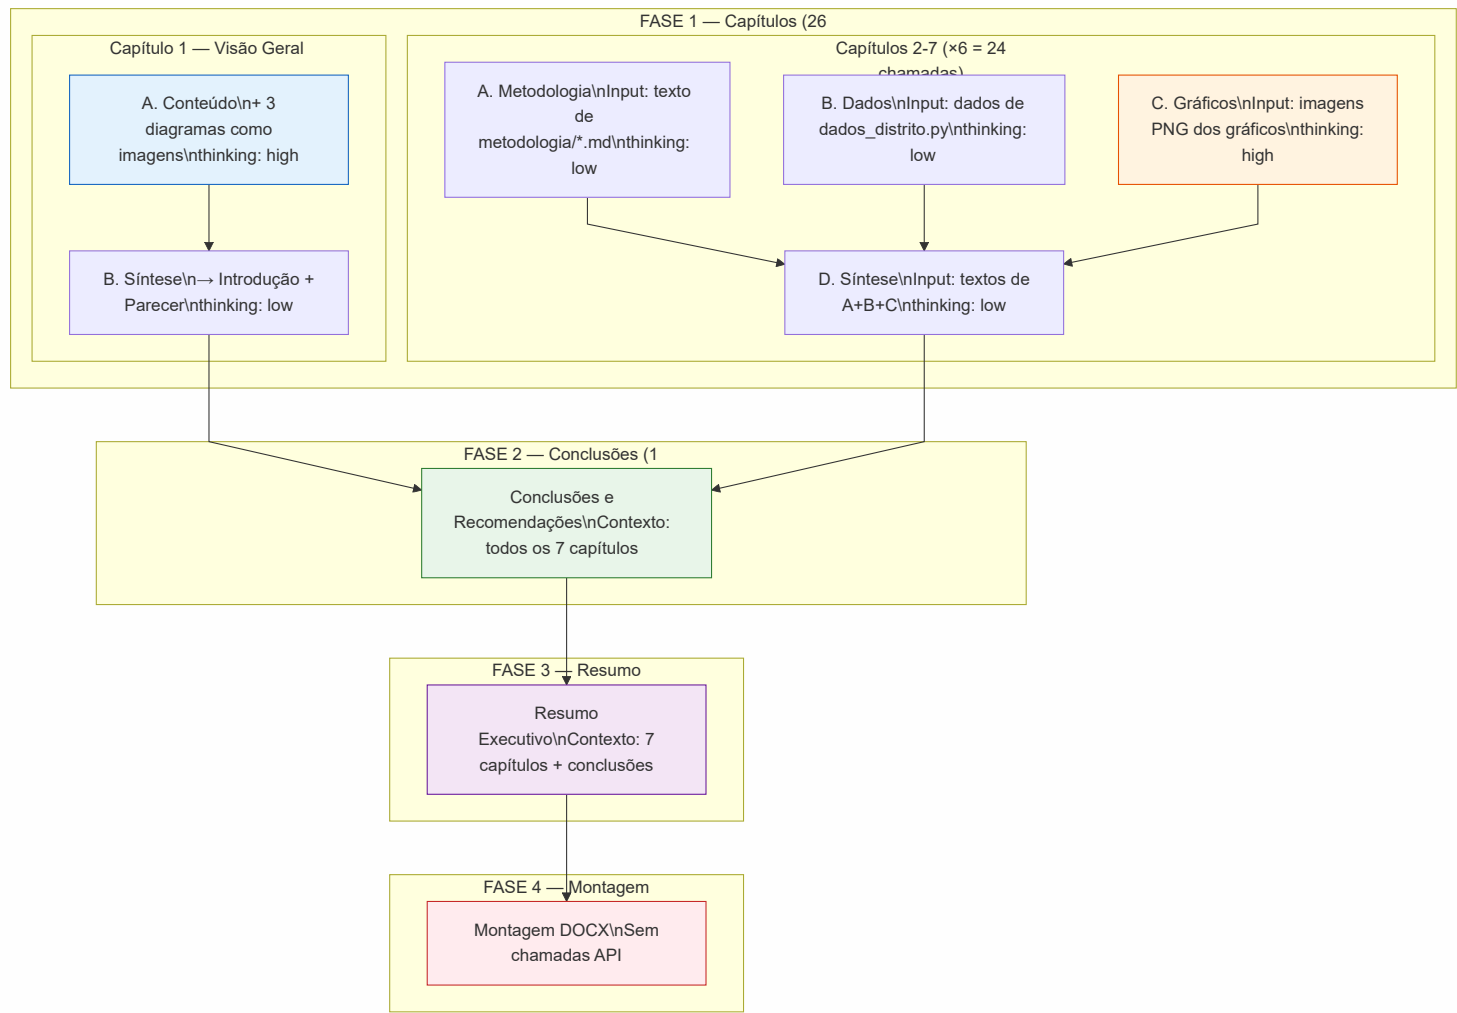 FASE 1 — Capítulos (26
Capítulo 1 — Visão Geral
A. Conteúdo\n+ 3
diagramas como
imagens\nthinking: high
B. Síntese\n→ Introdução +
Parecer\nthinking: low
Capítulos 2-7 (×6 = 24
chamadas)
A. Metodologia\nInput: texto
de
metodologia/*.md\nthinking:
low
B. Dados\nInput: dados de
dados_distrito.py\nthinking:
low
C. Gráficos\nInput: imagens
PNG dos gráficos\nthinking:
high
D. Síntese\nInput: textos de
A+B+C\nthinking: low
FASE 2 — Conclusões (1
Conclusões e
Recomendações\nContexto:
todos os 7 capítulos
FASE 3 — Resumo
Resumo
Executivo\nContexto: 7
capítulos + conclusões
FASE 4 — Montagem
Montagem DOCX\nSem
chamadas API